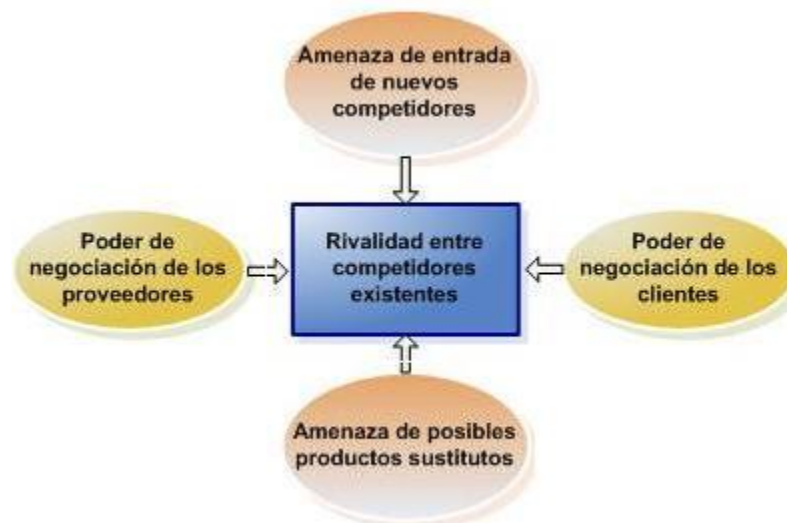 Amenaza de entrada
de nuevos
competidores
Poder de
negociación de los
proveedores
Rivalidad entre
competidores
existentes
Poder de
negociación de los
clientes
Amenaza de posibles
productos sustitutos